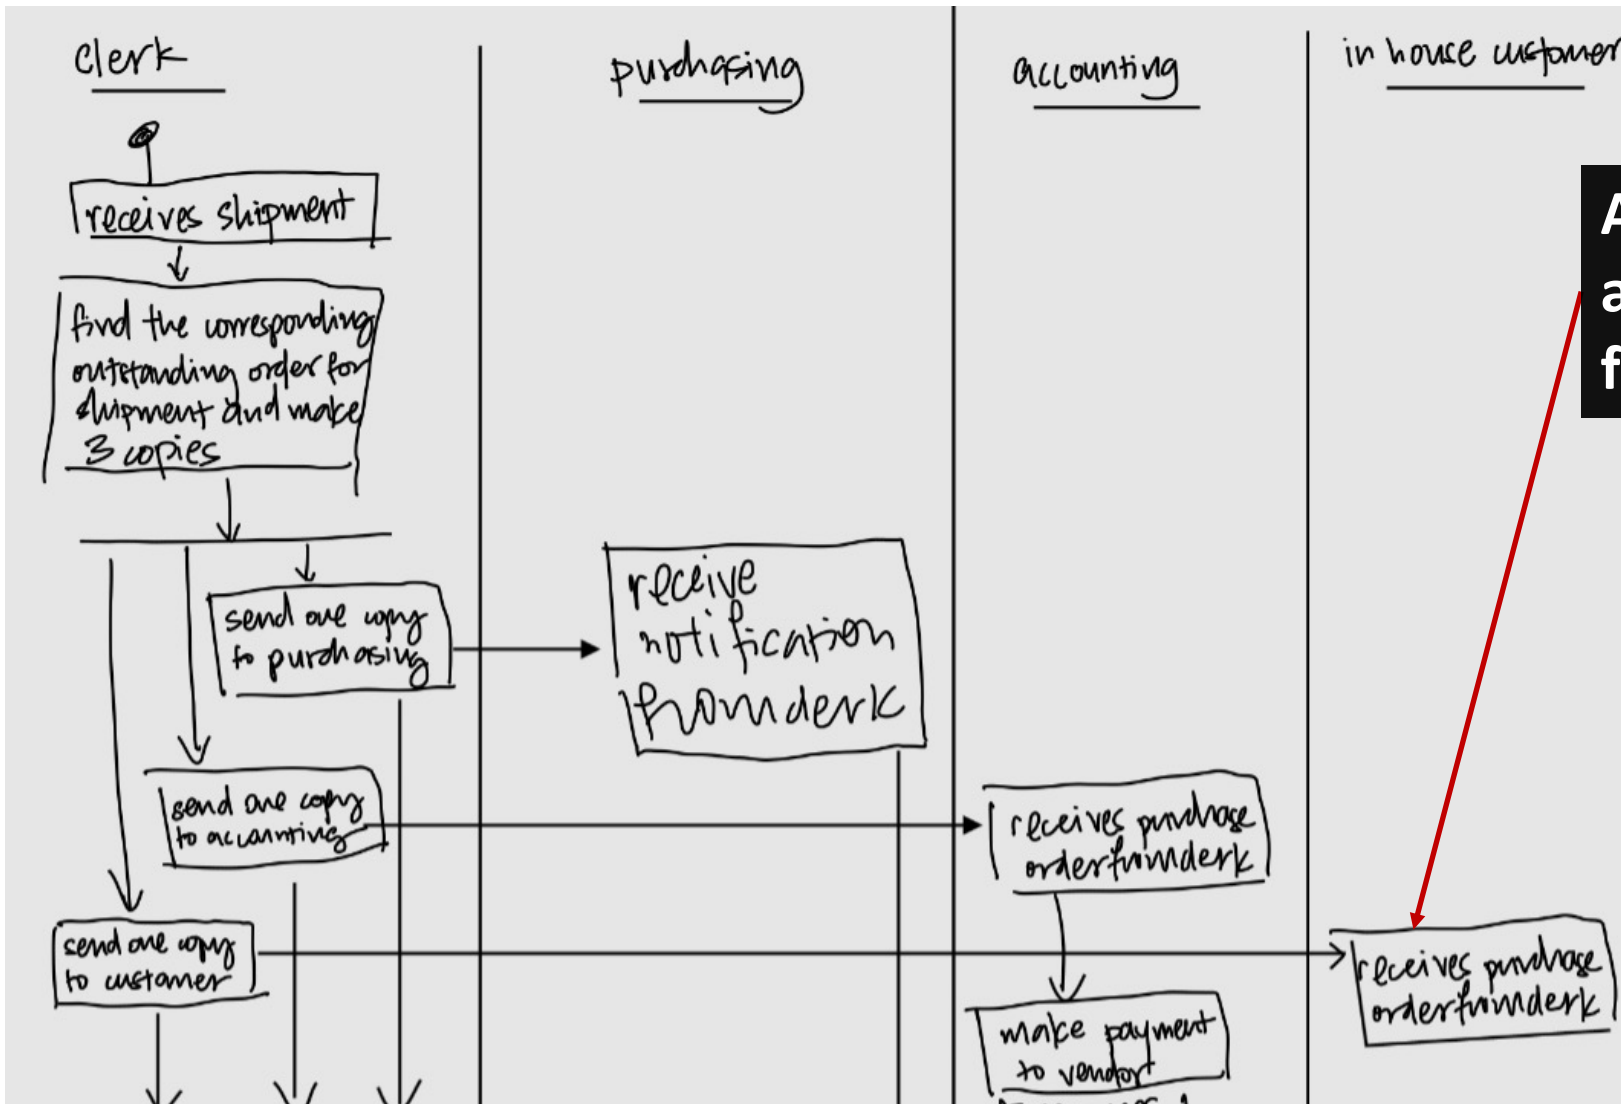 clerk
purchasing
accounting
in house customer
receives shipment
find the corresponding
outstanding order for
shipment and make
3 copies
send one copy
to purchasing
receive
notification
from clerk
send one copy
to accounting
receives purchase
order from clerk
send one copy
to customer
receives purchase
order from clerk
make payment
to vendor
A
a
f